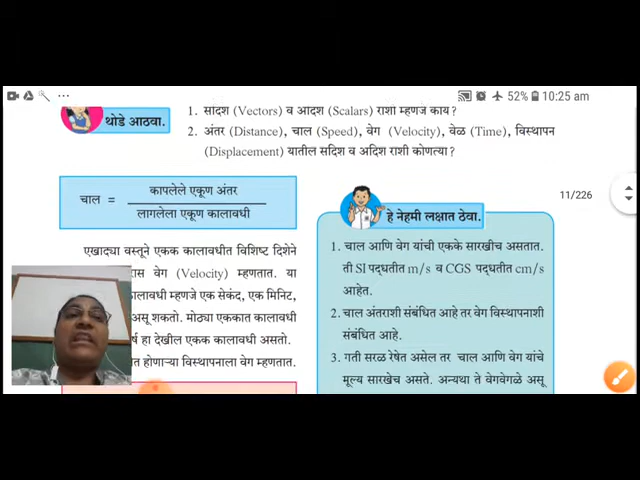 52% 10:25 am
थोडे आठवा.
1. सदिश (Vectors) व अदिश (Scalars) राशी म्हणजे काय?
2. अंतर (Distance), चाल (Speed), वेग (Velocity), वेळ (Time), विस्थापन
(Displacement) यातील सदिश व अदिश राशी कोणत्या?
चाल =
कापलेले एकूण अंतर
लागलेला एकूण कालावधी
एखाद्या वस्तूने एकक कालावधीत विशिष्ट दिशेने
रास वेग (Velocity) म्हणतात. या
कालावधी म्हणजे एक सेकंद, एक मिनिट,
असू शकतो. मोठ्या एककात कालावधी
र्ष हा देखील एकक कालावधी असतो.
त होणाऱ्या विस्थापनाला वेग म्हणतात.
11/226
हे नेहमी लक्षात ठेवा.
1. चाल आणि वेग यांची एकके सारखीच असतात.
ती SI पद्धतीत m/s व CGS पद्धतीत cm/s
आहेत.
2. चाल अंतराशी संबंधित आहे तर वेग विस्थापनाशी
संबंधित आहे.
3. गती सरळ रेषेत असेल तर चाल आणि वेग यांचे
मूल्य सारखेच असते. अन्यथा ते वेगवेगळे असू